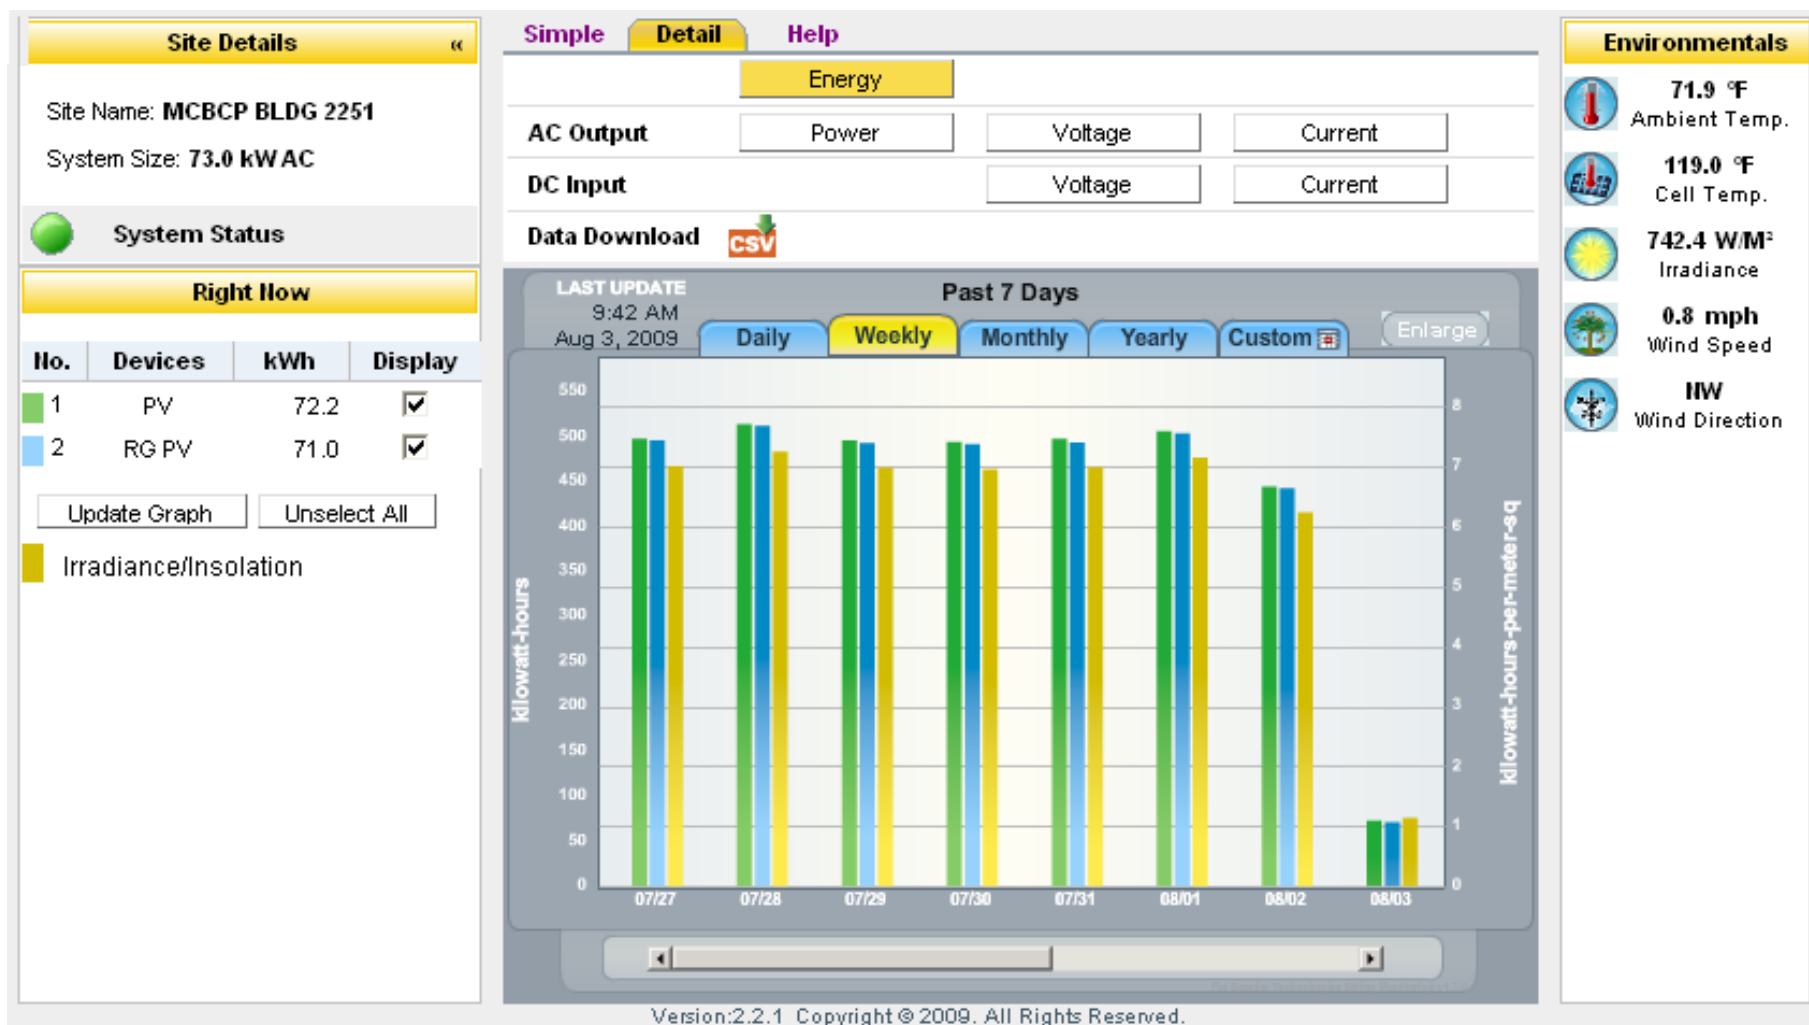 Site Details «
Site Name: MCBCP BLDG 2251
System Size: 73.0 kW AC
System Status
Right Now
No. Devices kWh Display
1 PV 72.2
2 RG PV 71.0
Update Graph Unselect All
Irradiance/Insolation
Simple Detail Help
Energy
AC Output Power Voltage Current
DC Input Voltage Current
Data Download CSV
LAST UPDATE
9:42 AM
Aug 3, 2009
Past 7 Days
Daily Weekly Monthly Yearly Custom Enlarge
kilowatt-hours
550
500
450
400
350
300
250
200
150
100
50
0
8
7
6
5
4
3
2
1
0
kilowatt-hours-per-meter-sq
07/27 07/28 07/29 07/30 07/31 08/01 08/02 08/03
Environmentals
71.9 °F
Ambient Temp.
119.0 °F
Cell Temp.
742.4 W/M²
Irradiance
0.8 mph
Wind Speed
NW
Wind Direction
Version:2.2.1 Copyright © 2009. All Rights Reserved.